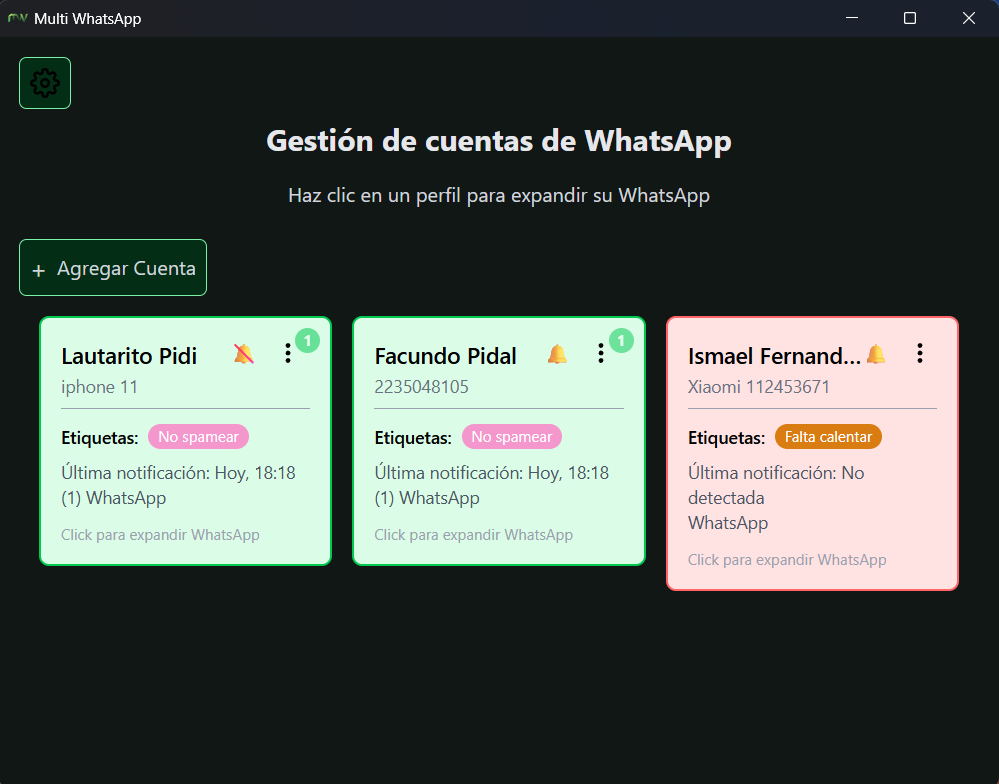 Multi WhatsApp
Gestión de cuentas de WhatsApp
Haz clic en un perfil para expandir su WhatsApp
+ Agregar Cuenta
Lautarito Pidi
1
iphone 11
Etiquetas: No spamear
Última notificación: Hoy, 18:18
(1) WhatsApp
Click para expandir WhatsApp
Facundo Pidal
1
2235048105
Etiquetas: No spamear
Última notificación: Hoy, 18:18
(1) WhatsApp
Click para expandir WhatsApp
Ismael Fernand...
Xiaomi 112453671
Etiquetas: Falta calentar
Última notificación: No
detectada
WhatsApp
Click para expandir WhatsApp